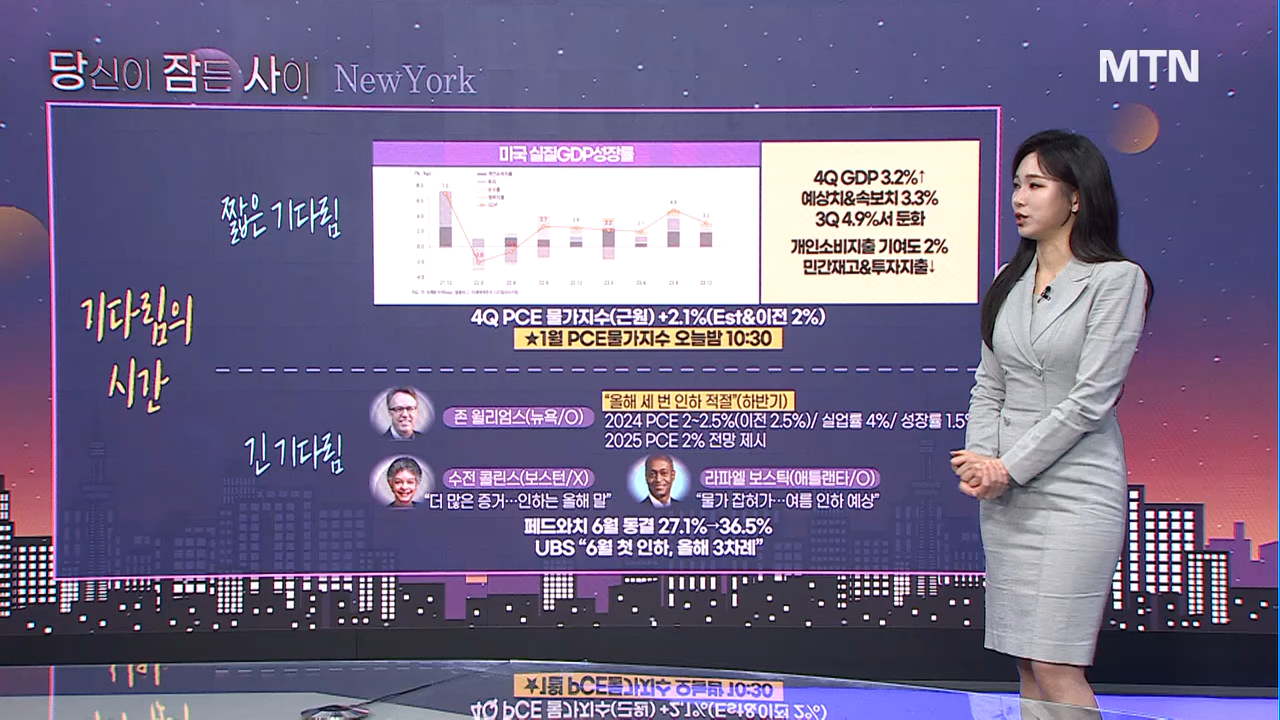 당신이 잠든 사이 NewYork
MTN
기다림의
시간
짧은 기다림
미국 실질GDP성장률
4Q GDP 3.2%↑
예상치&속보치 3.3%
3Q 4.9%서 둔화
개인소비지출 기여도 2%
민간재고&투자지출↓
4Q PCE 물가지수(근원) +2.1%(Est&이전 2%)
★1월 PCE물가지수 오늘밤 10:30
긴 기다림
존 윌리엄스(뉴욕/O)
“올해 세 번 인하 적절”(하반기)
2024 PCE 2~2.5%(이전 2.5%)/ 실업률 4%/ 성장률 1.5%
2025 PCE 2% 전망 제시
수전 콜린스(보스턴/X)
“더 많은 증거…인하는 올해 말”
라파엘 보스틱(애틀랜타/O)
“물가 잡혀가…여름 인하 예상”
페드와치 6월 동결 27.1%→36.5%
UBS “6월 첫 인하, 올해 3차례”